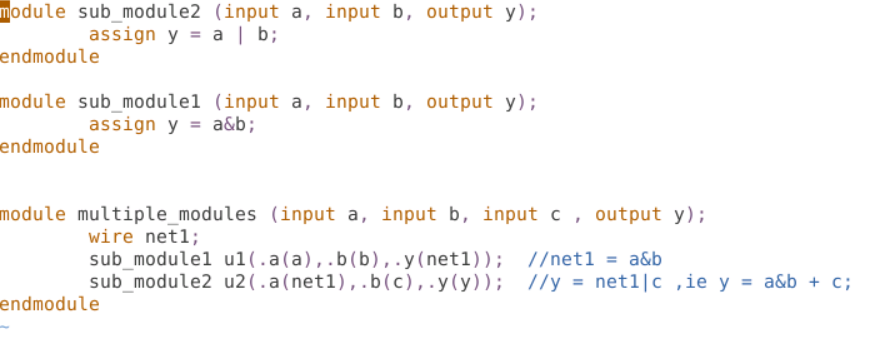 module sub_module2 (input a, input b, output y);
        assign y = a | b;
endmodule

module sub_module1 (input a, input b, output y);
        assign y = a&b;
endmodule


module multiple_modules (input a, input b, input c , output y);
        wire net1;
        sub_module1 u1(.a(a),.b(b),.y(net1));  //net1 = a&b
        sub_module2 u2(.a(net1),.b(c),.y(y));  //y = net1|c ,ie y = a&b + c;
endmodule
~